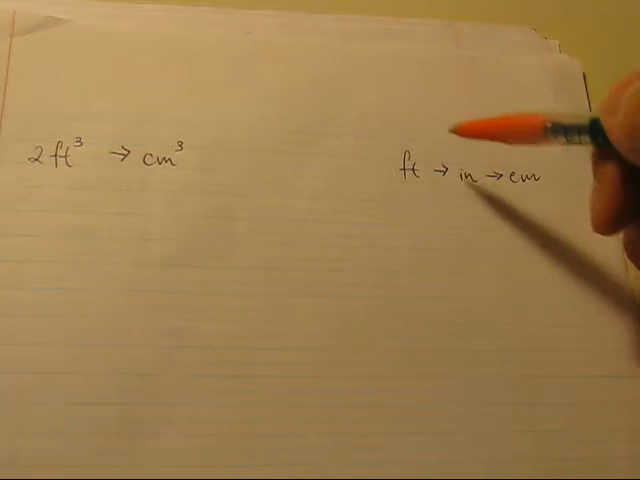 2 ft³ → cm³
ft → in → cm